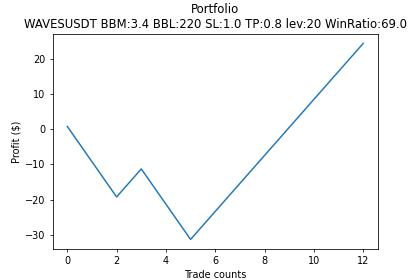 Portfolio
WAVESUSDT BBM:3.4 BBL:220 SL:1.0 TP:0.8 lev:20 WinRatio:69.0
20
10
0
−10
−20
−30
Profit ($)
0 2 4 6 8 10 12
Trade counts